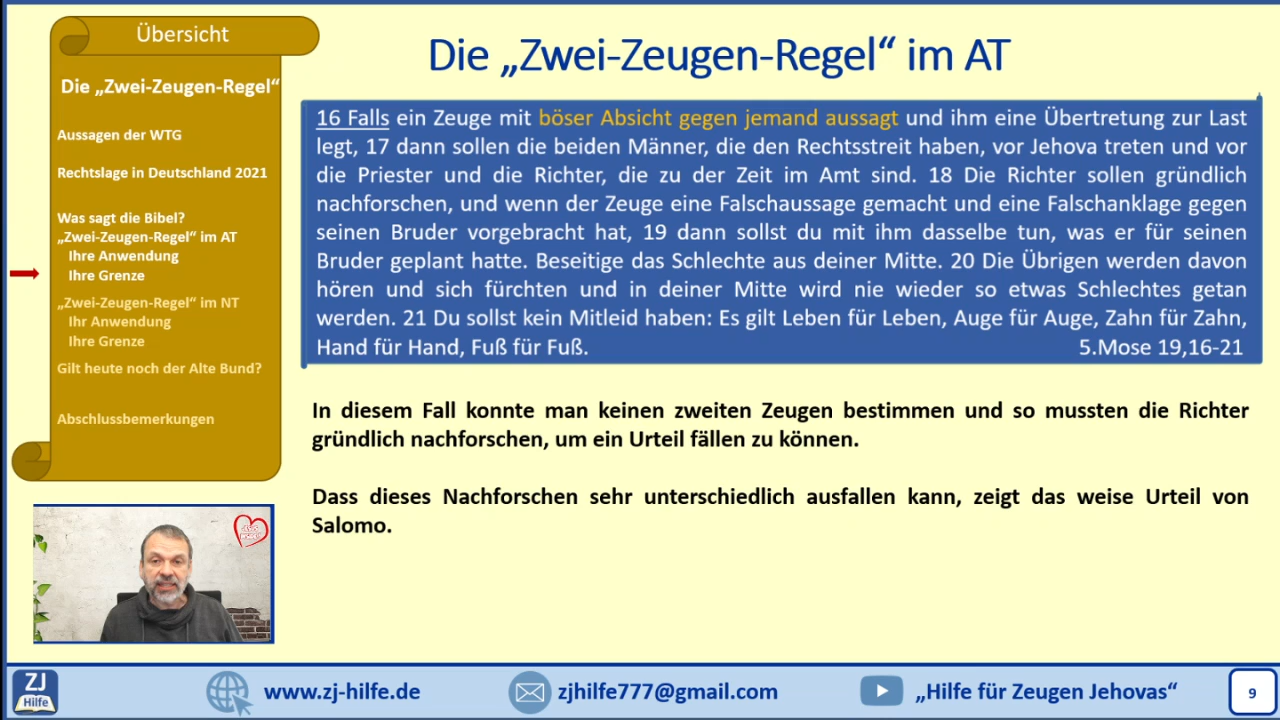 Übersicht
Die „Zwei-Zeugen-Regel“
Aussagen der WTG
Rechtslage in Deutschland 2021
Was sagt die Bibel?
„Zwei-Zeugen-Regel“ im AT
Ihre Anwendung
Ihre Grenze
„Zwei-Zeugen-Regel“ im NT
Ihr Anwendung
Ihre Grenze
Gilt heute noch der Alte Bund?
Abschlussbemerkungen
Die „Zwei-Zeugen-Regel“ im AT
16 Falls ein Zeuge mit böser Absicht gegen jemand aussagt und ihm eine Übertretung zur Last
legt, 17 dann sollen die beiden Männer, die den Rechtsstreit haben, vor Jehova treten und vor
die Priester und die Richter, die zu der Zeit im Amt sind. 18 Die Richter sollen gründlich
nachforschen, und wenn der Zeuge eine Falschaussage gemacht und eine Falschanklage gegen
seinen Bruder vorgebracht hat, 19 dann sollst du mit ihm dasselbe tun, was er für seinen
Bruder geplant hatte. Beseitige das Schlechte aus deiner Mitte. 20 Die Übrigen werden davon
hören und sich fürchten und in deiner Mitte wird nie wieder so etwas Schlechtes getan
werden. 21 Du sollst kein Mitleid haben: Es gilt Leben für Leben, Auge für Auge, Zahn für Zahn,
Hand für Hand, Fuß für Fuß. 5.Mose 19,16-21
In diesem Fall konnte man keinen zweiten Zeugen bestimmen und so mussten die Richter
gründlich nachforschen, um ein Urteil fällen zu können.
Dass dieses Nachforschen sehr unterschiedlich ausfallen kann, zeigt das weise Urteil von
Salomo.
ZJ
Hilfe
www.zj-hilfe.de
zjhilfe777@gmail.com
„Hilfe für Zeugen Jehovas“
9